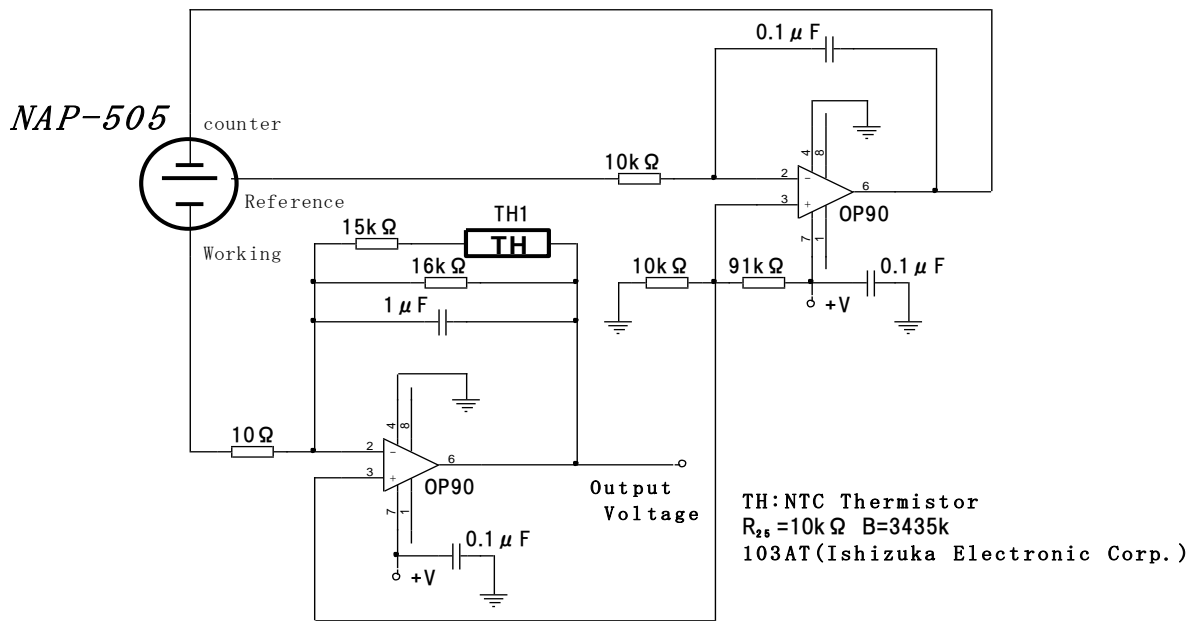 0.1μF
NAP-505
counter
10kΩ
4
8
2
−
6
3
+
OP90
7
1
Reference
Working
15kΩ
TH1
TH
16kΩ
1μF
10kΩ
91kΩ
0.1μF
+V
10Ω
4
8
2
−
6
3
+
OP90
7
1
0.1μF
+V
Output
Voltage
TH:NTC Thermistor
R₂₅=10kΩ B=3435k
103AT(Ishizuka Electronic Corp.)